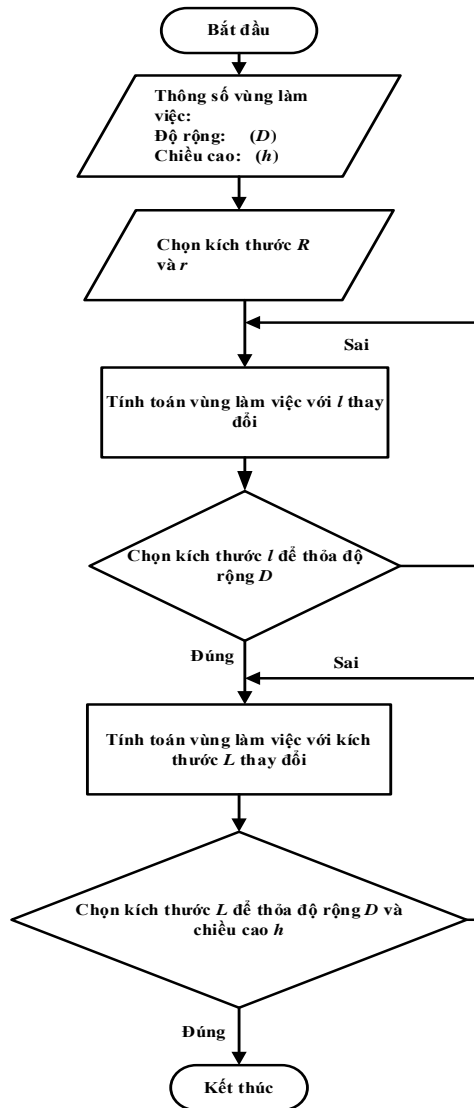 Bắt đầu
Thông số vùng làm
việc:
Độ rộng: (D)
Chiều cao: (h)
Chọn kích thước R
và r
Sai
Tính toán vùng làm việc với l thay
đổi
Chọn kích thước l để thỏa độ
rộng D
Đúng
Sai
Tính toán vùng làm việc với kích
thước L thay đổi
Chọn kích thước L để thỏa độ rộng D và
chiều cao h
Đúng
Kết thúc